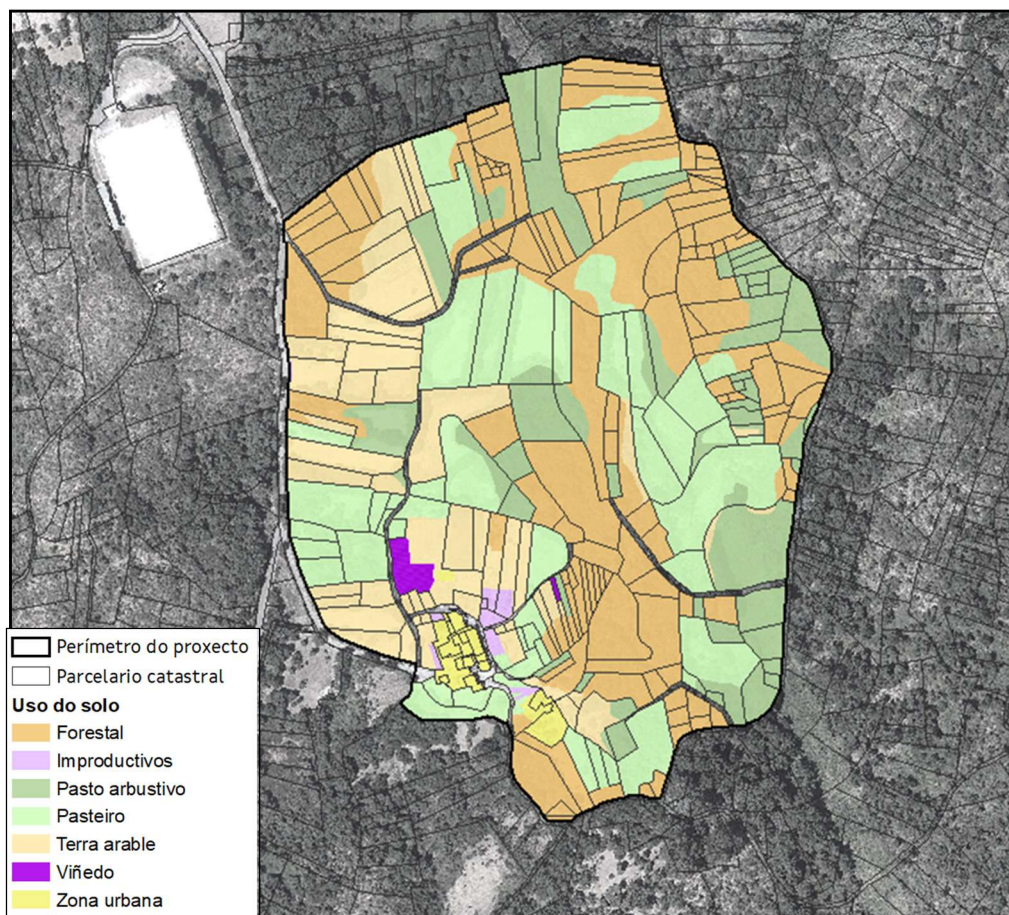 Perímetro do proxecto
Parcelario catastral
Uso do solo
Forestal
Improductivos
Pasto arbustivo
Pasteiro
Terra arable
Viñedo
Zona urbana